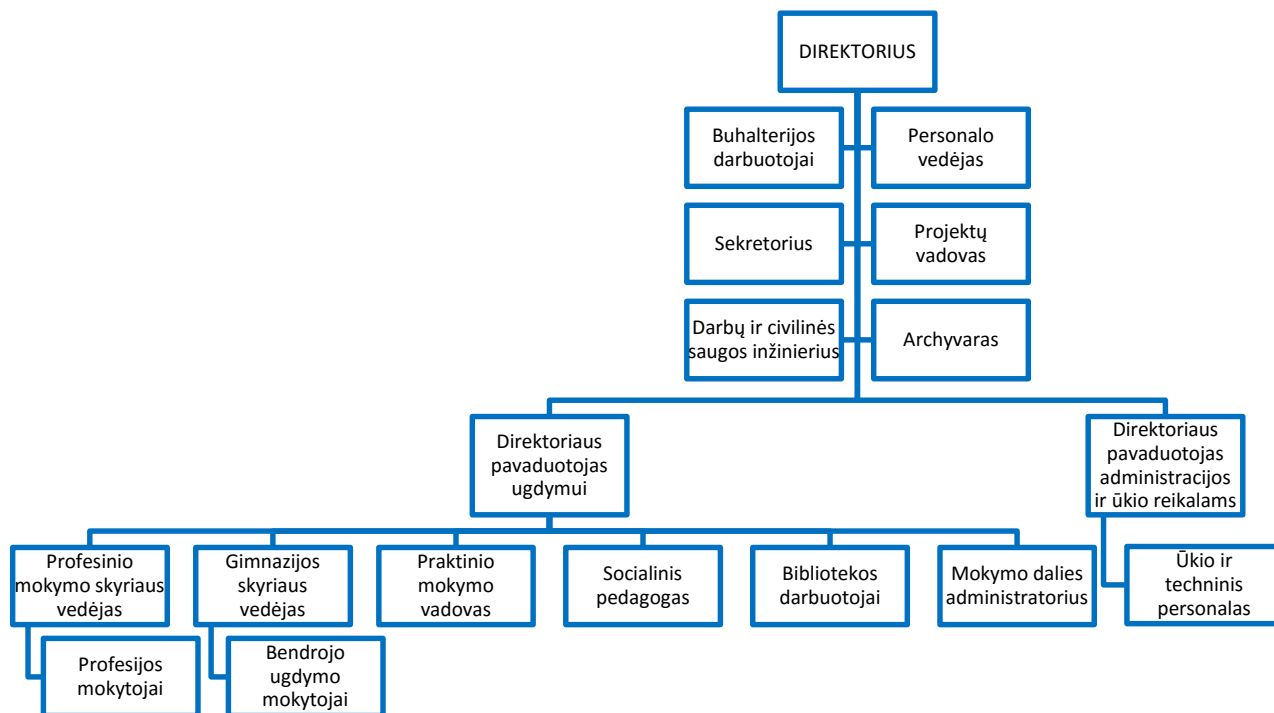 DIREKTORIUS
Buhalterijos
darbuotojai
Personalo
vedėjas
Sekretorius
Projektų
vadovas
Darbų ir civilinės
saugos inžinierius
Archyvaras
Direktoriaus
pavaduotojas
ugdymui
Direktoriaus
pavaduotojas
administracijos
ir ūkio reikalams
Profesinio
mokymo skyriaus
vedėjas
Gimnazijos
skyriaus
vedėjas
Praktinio
mokymo
vadovas
Socialinis
pedagogas
Bibliotekos
darbuotojai
Mokymo dalies
administratorius
Ūkio ir
techninis
personalas
Profesijos
mokytojai
Bendrojo
ugdymo
mokytojai